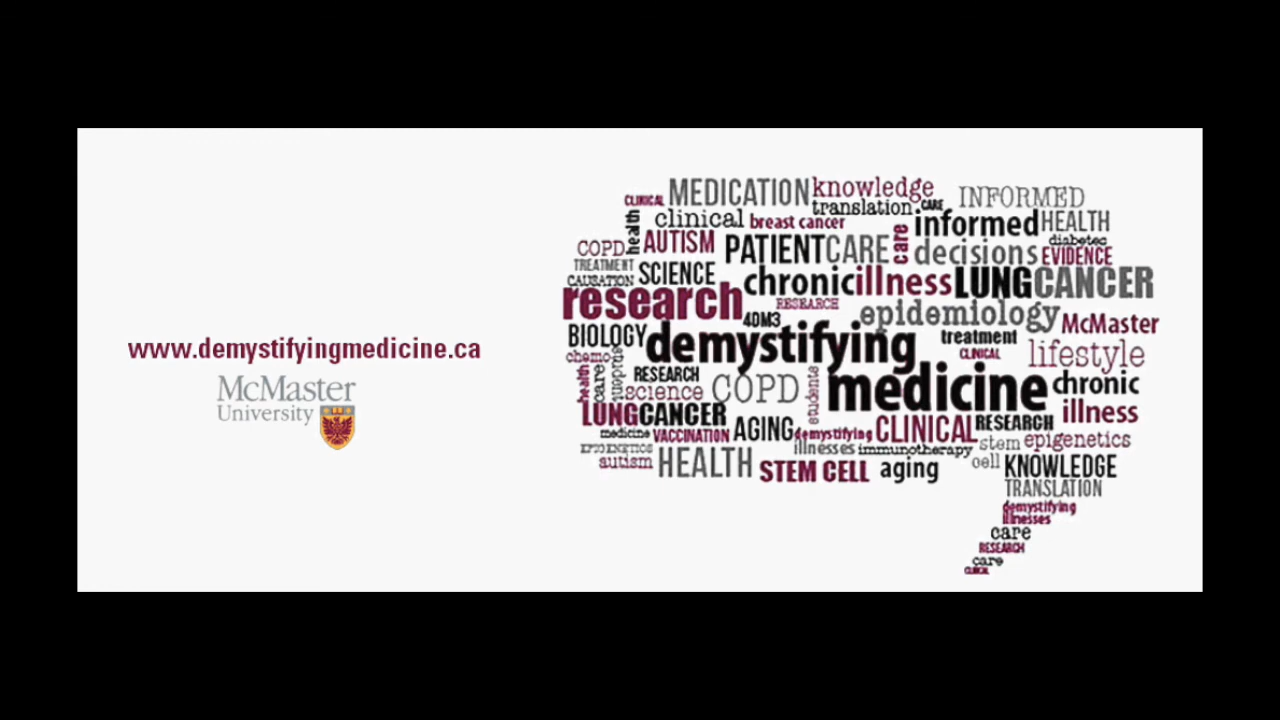 www.demystifyingmedicine.ca
McMaster
University
CLINICAL MEDICATION knowledge INFORMED
health clinical translation CARE informed HEALTH
breast cancer diabetes
COPD AUTISM PATIENT CARE care decisions EVIDENCE
TREATMENT SCIENCE chronic illness LUNG CANCER
CAUSATION
research RESEARCH epidemiology McMaster
4DM3
BIOLOGY demystifying treatment lifestyle
chemo student CLINICAL
health care RESEARCH COPD students medicine chronic
science
LUNG CANCER illness
medicine VACCINATION AGING demystifying CLINICAL RESEARCH
EPIGENETICS illnesses immunotherapy stem epigenetics
autism HEALTH STEM CELL aging cell KNOWLEDGE
TRANSLATION
demystifying
illnesses
care
RESEARCH
care
CLINICAL